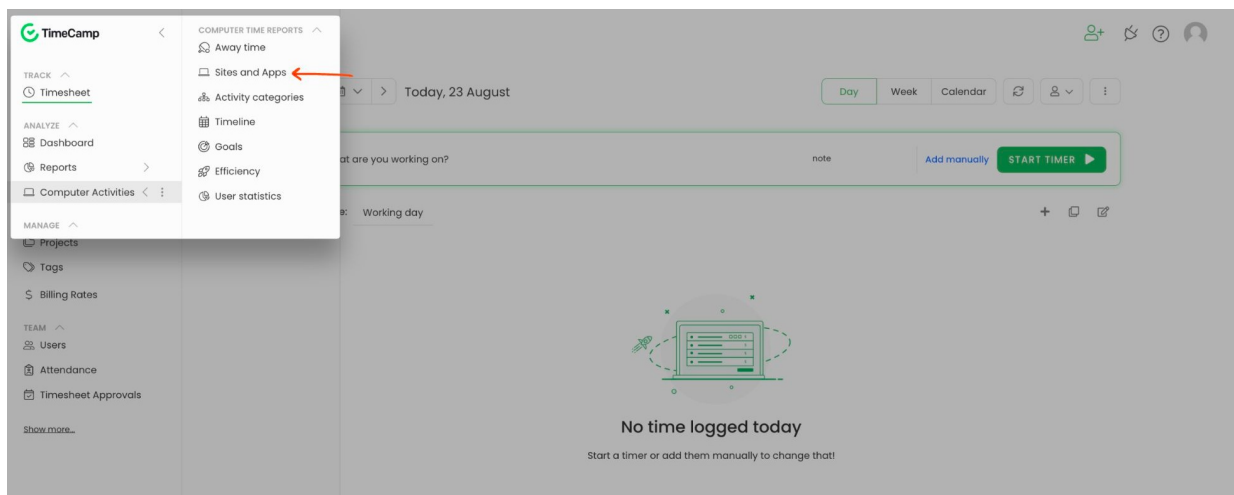 TimeCamp
TRACK
Timesheet
ANALYZE
Dashboard
Reports
Computer Activities
MANAGE
Projects
Tags
Billing Rates
TEAM
Users
Attendance
Timesheet Approvals
Show more...
COMPUTER TIME REPORTS
Away time
Sites and Apps
Activity categories
Timeline
Goals
Efficiency
User statistics
Today, 23 August
Day Week Calendar
at are you working on? note Add manually START TIMER
e: Working day
No time logged today
Start a timer or add them manually to change that!